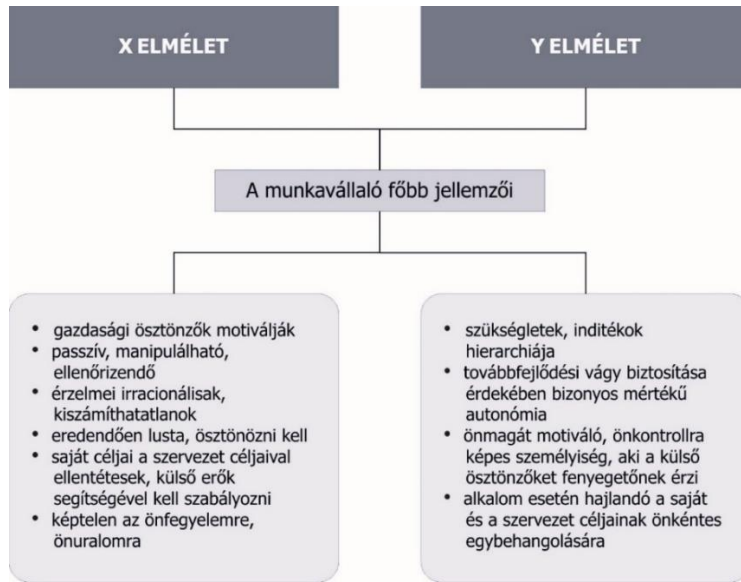 X ELMÉLET
Y ELMÉLET
A munkavállaló főbb jellemzői
• gazdasági ösztönzők motiválják
• passzív, manipulálható,
ellenőrizendő
• érzelmei irracionálisak,
kiszámíthatatlanok
• eredendően lusta, ösztönözni kell
• saját céljai a szervezet céljaival
ellentétesek, külső erők
segítségével kell szabályozni
• képtelen az önfegyelemre,
önuralomra
• szükségletek, inditékok
hierarchiája
• továbbfejlődési vágy biztosítása
érdekében bizonyos mértékű
autonómia
• önmagát motiváló, önkontrollra
képes személyiség, aki a külső
ösztönzőket fenyegetőnek érzi
• alkalom esetén hajlandó a saját
és a szervezet céljainak önkéntes
egybehangolására